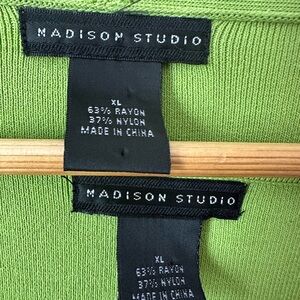 MADISON STUDIO
XL
63% RAYON
37% NYLON
MADE IN CHINA
MADISON STUDIO
XL
63% RAYON
37% NYLON
MADE IN CHINA